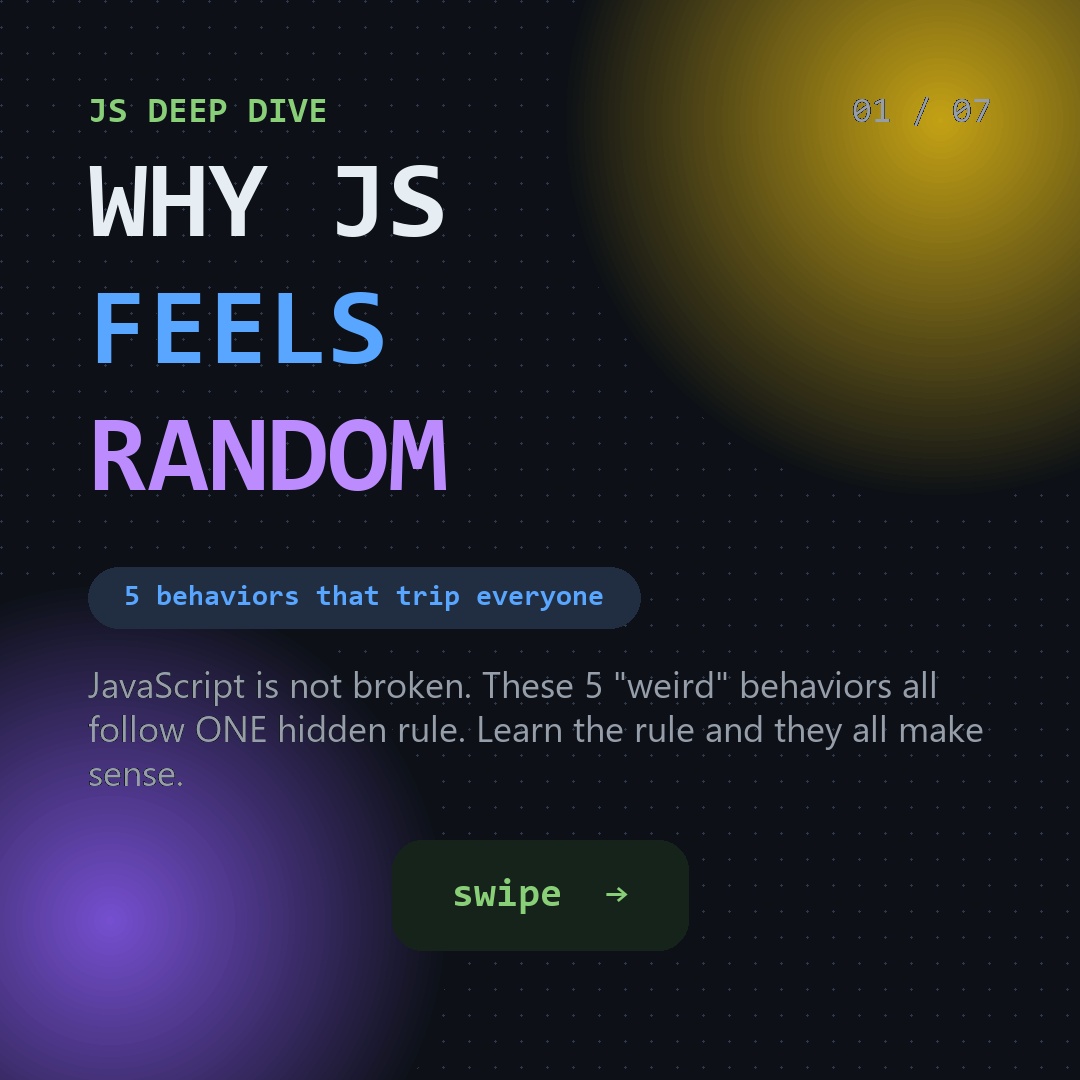 JS DEEP DIVE
01 / 07
WHY JS
FEELS
RANDOM
5 behaviors that trip everyone
JavaScript is not broken. These 5 "weird" behaviors all
follow ONE hidden rule. Learn the rule and they all make
sense.
swipe →